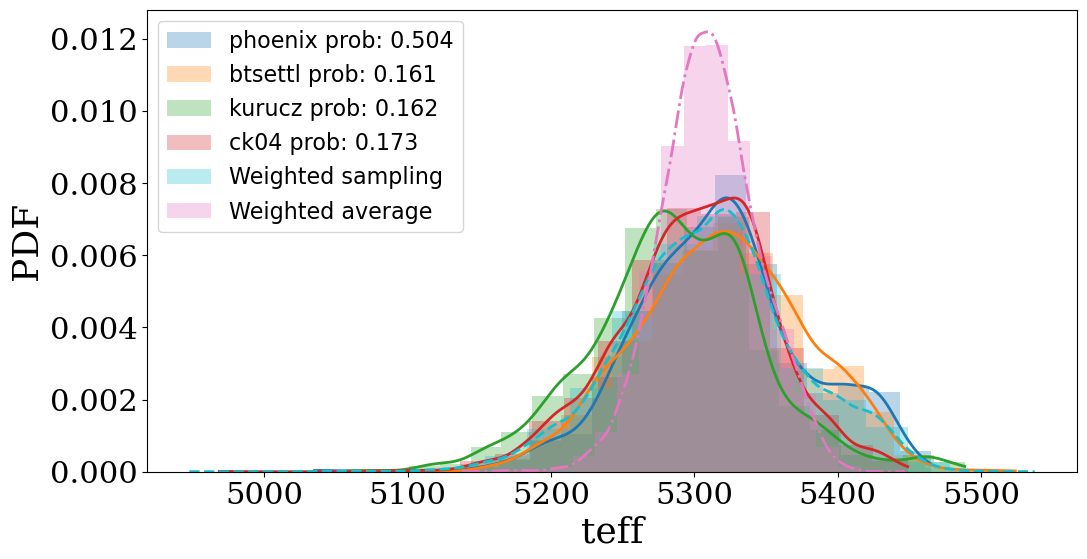 0.012
0.010
0.008
0.006
0.004
0.002
0.000
PDF
phoenix prob: 0.504
btsettl prob: 0.161
kurucz prob: 0.162
ck04 prob: 0.173
Weighted sampling
Weighted average
5000 5100 5200 5300 5400 5500
teff